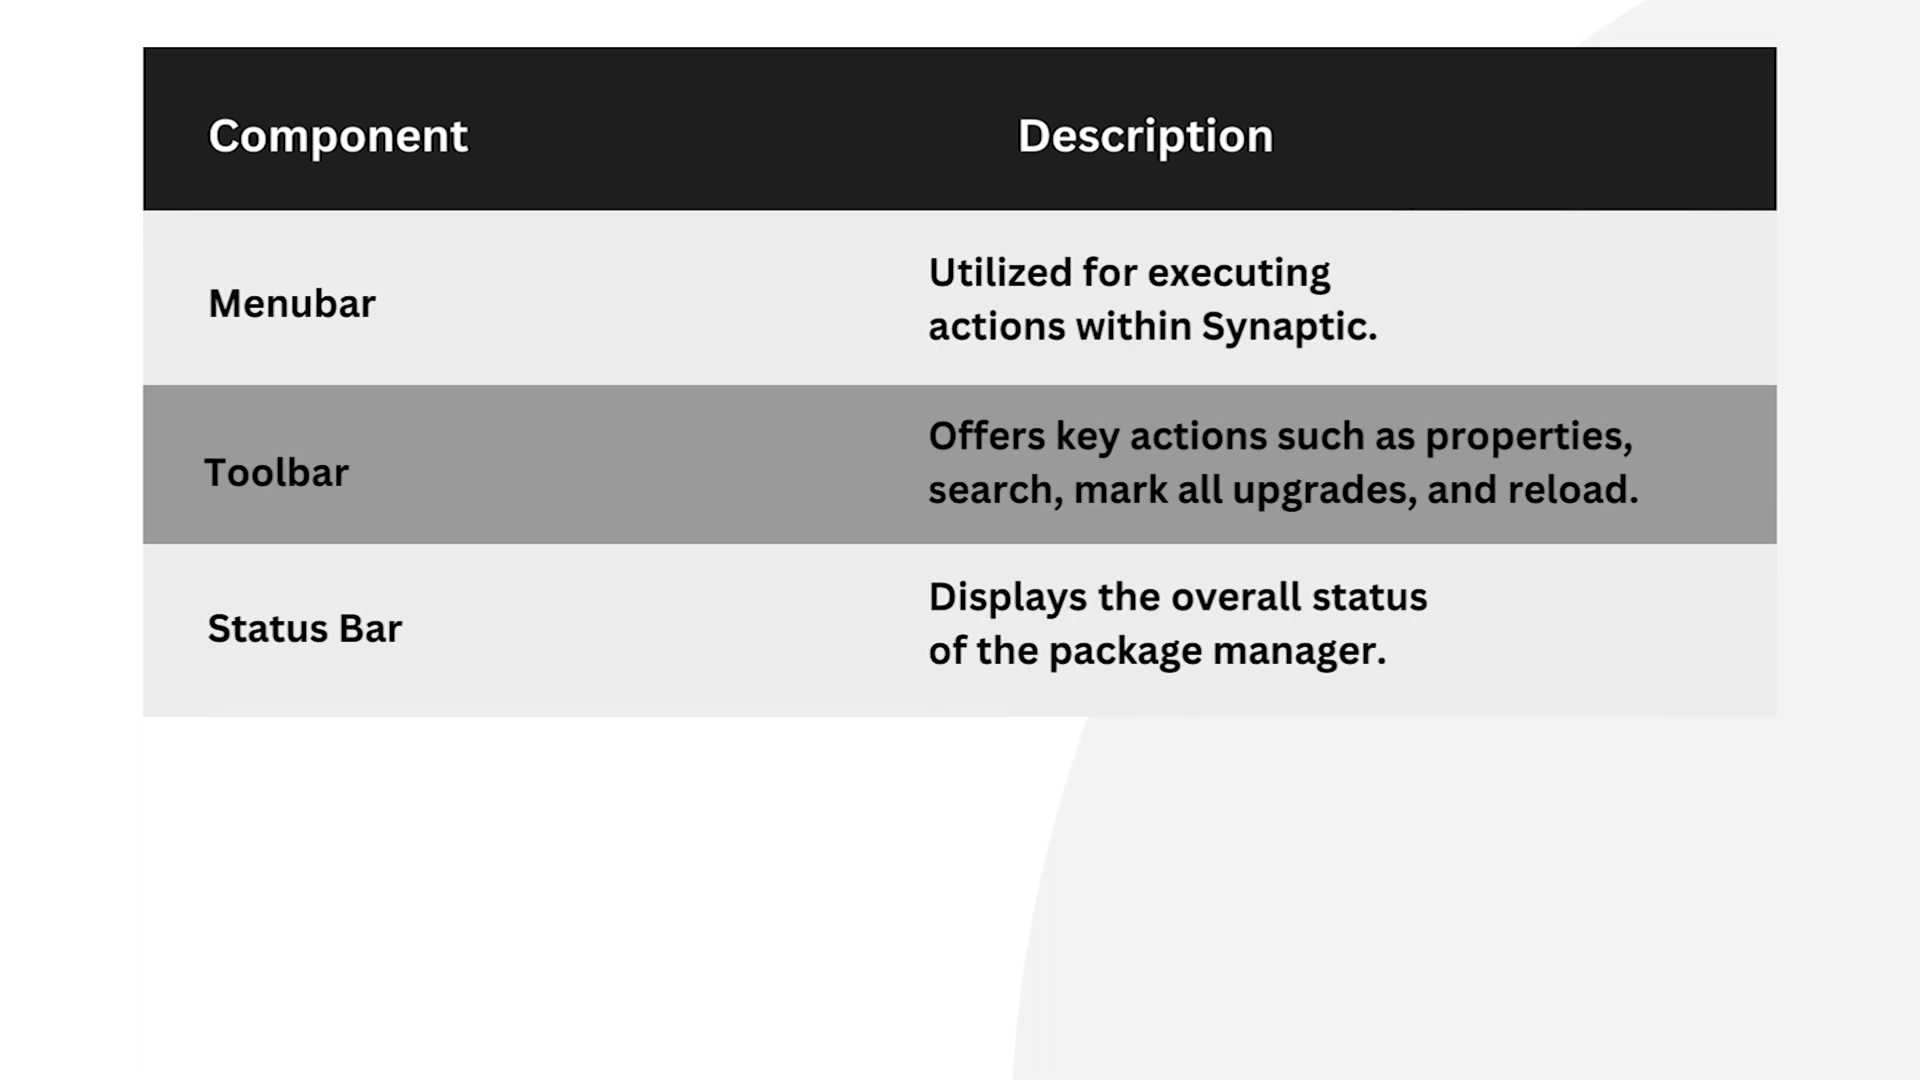 Component
Description
Menubar
Utilized for executing
actions within Synaptic.
Toolbar
Offers key actions such as properties,
search, mark all upgrades, and reload.
Status Bar
Displays the overall status
of the package manager.